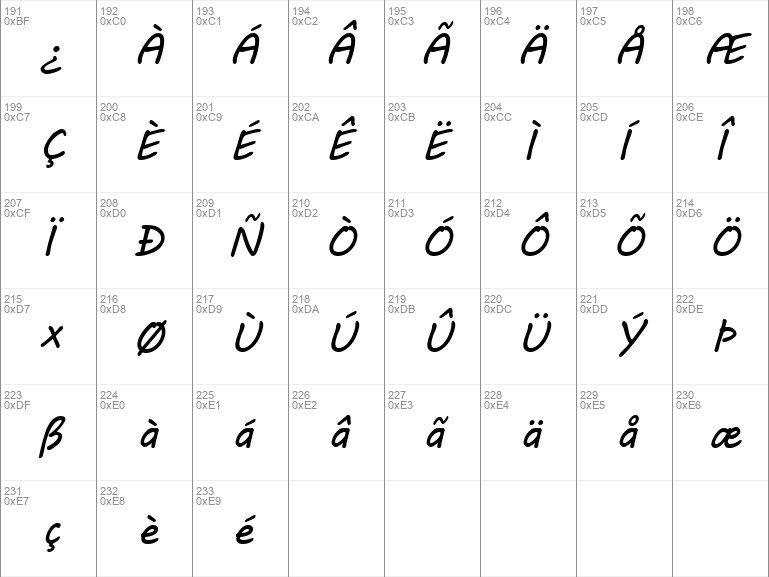 191 192 193 194 195 196 197 198
0xBF 0xC0 0xC1 0xC2 0xC3 0xC4 0xC5 0xC6
¿ À Á Â Ã Ä Å Æ
199 200 201 202 203 204 205 206
0xC7 0xC8 0xC9 0xCA 0xCB 0xCC 0xCD 0xCE
Ç È É Ê Ë Ì Í Î
207 208 209 210 211 212 213 214
0xCF 0xD0 0xD1 0xD2 0xD3 0xD4 0xD5 0xD6
Ï Ð Ñ Ò Ó Ô Õ Ö
215 216 217 218 219 220 221 222
0xD7 0xD8 0xD9 0xDA 0xDB 0xDC 0xDD 0xDE
× Ø Ù Ú Û Ü Ý Þ
223 224 225 226 227 228 229 230
0xDF 0xE0 0xE1 0xE2 0xE3 0xE4 0xE5 0xE6
ß à á â ã ä å æ
231 232 233
0xE7 0xE8 0xE9
ç è é